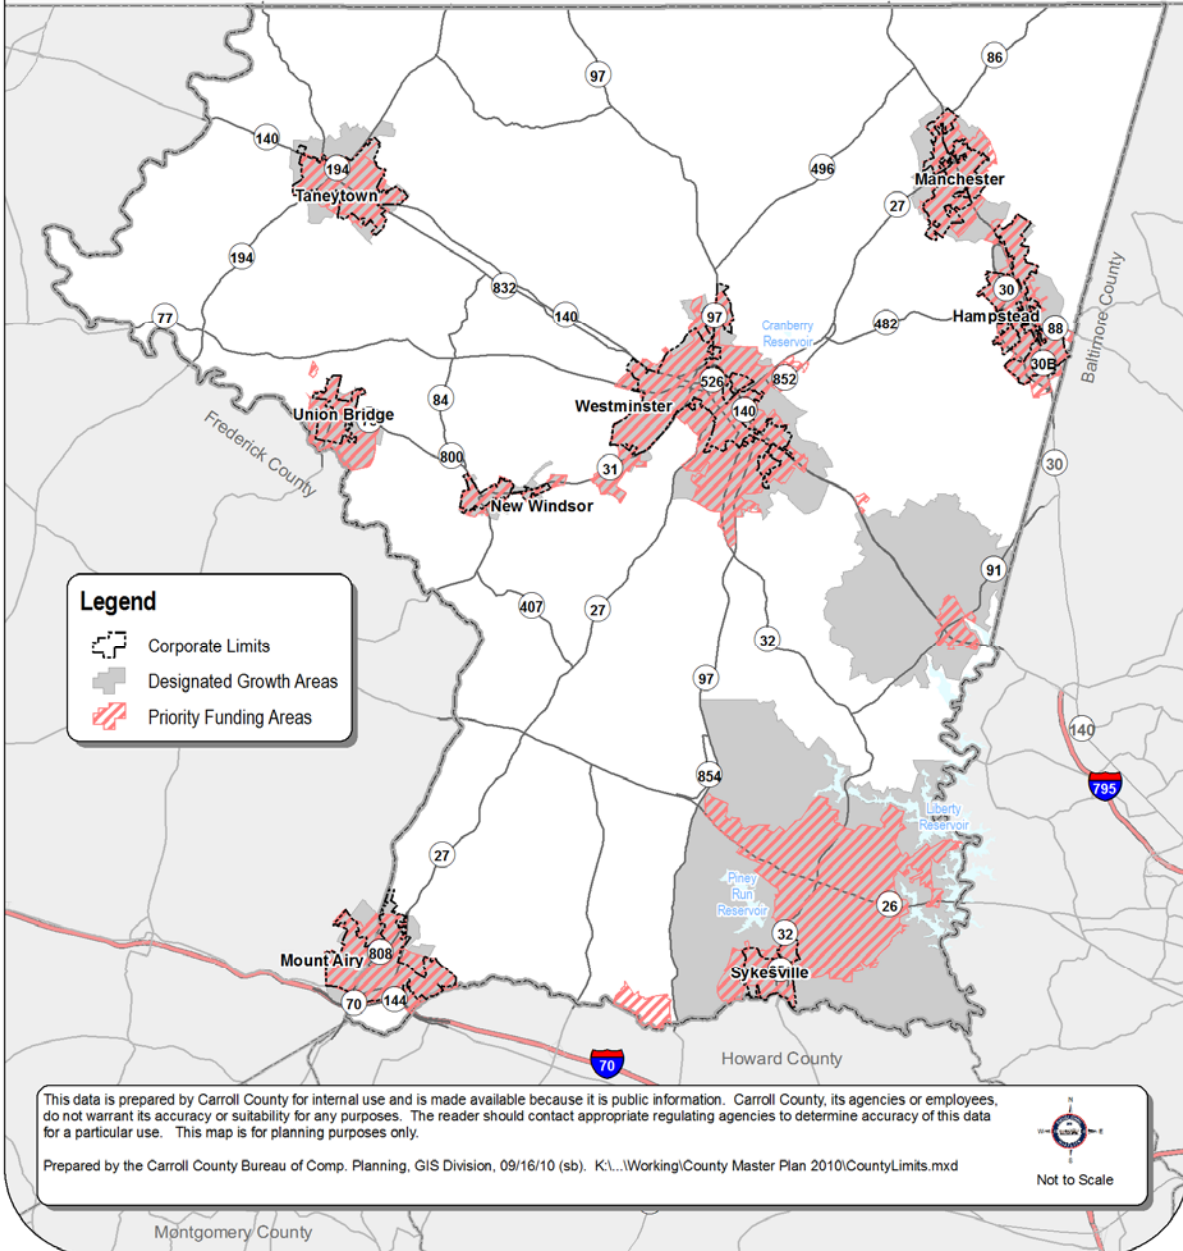 86
97
140
194
Taneytown
496
Manchester
27
194
832
140
77
30
Hampstead
88
30B
Baltimore County
97
Cranberry
Reservoir
482
526
852
84
Westminster
140
Union Bridge
Frederick County
800
31
30
New Windsor
91
407
27
32
97
Legend
Corporate Limits
Designated Growth Areas
Priority Funding Areas
140
795
854
Liberty
Reservoir
27
Piney
Run
Reservoir
26
32
Mount Airy
808
Sykesville
70
144
70
Howard County
This data is prepared by Carroll County for internal use and is made available because it is public information. Carroll County, its agencies or employees,
do not warrant its accuracy or suitability for any purposes. The reader should contact appropriate regulating agencies to determine accuracy of this data
for a particular use. This map is for planning purposes only.
Prepared by the Carroll County Bureau of Comp. Planning, GIS Division, 09/16/10 (sb). K:\...\Working\County Master Plan 2010\CountyLimits.mxd
N
W
E
S
Not to Scale
Montgomery County